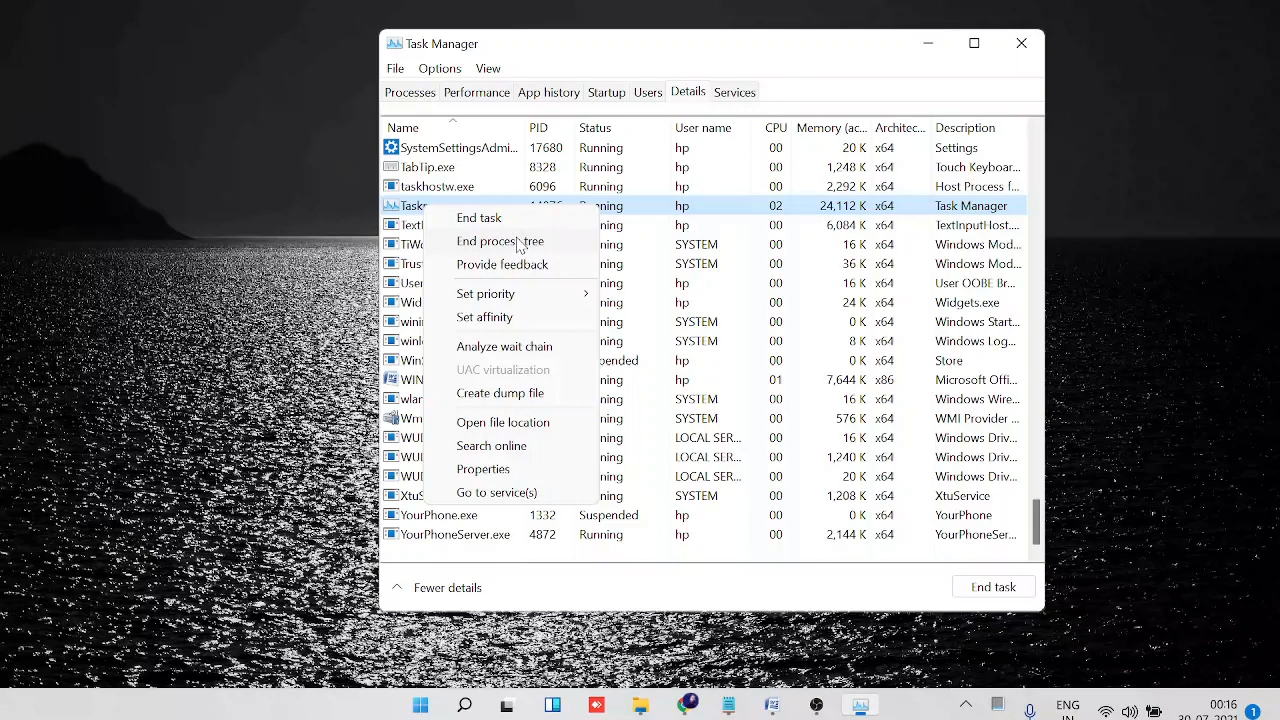 Task Manager
File Options View
Processes Performance App history Startup Users Details Services
Name PID Status User name CPU Memory (ac... Architec... Description
SystemSettingsAdmi... 17680 Running hp 00 20 K x64 Settings
TabTip.exe 8328 Running hp 00 1,248 K x64 Touch Keyboar...
taskhostw.exe 6096 Running hp 00 2,292 K x64 Host Process f...
hp 02 24,112 K x64 Task Manager
hp 00 6,084 K x64 TextInputHost...
SYSTEM 00 16 K x64 Windows Mod...
SYSTEM 00 36 K x64 Windows Mod...
hp 00 16 K x64 User OOBE Br...
hp 00 24 K x64 Widgets.exe
SYSTEM 00 0 K x64 Windows Start...
SYSTEM 00 8 K x64 Windows Log...
hp 00 0 K x64 Store
hp 01 7,644 K x86 Microsoft Offi...
SYSTEM 00 16 K x64 Windows Wire...
SYSTEM 00 576 K x64 WMI Provider ...
LOCAL SER... 00 16 K x64 Windows Driv...
LOCAL SER... 00 1,240 K x64 Windows Driv...
LOCAL SER... 00 20 K x64 Windows Driv...
SYSTEM 00 1,208 K x64 XtuService
YourPhone.exe 1332 Suspended hp 00 0 K x64 YourPhone
YourPhoneServer.exe 4872 Running hp 00 2,144 K x64 YourPhoneSer...
End task
End process tree
Provide feedback
Set priority
Set affinity
Analyze wait chain
UAC virtualization
Create dump file
Open file location
Search online
Properties
Go to service(s)
Fewer details End task
ENG 00:16
IN 1